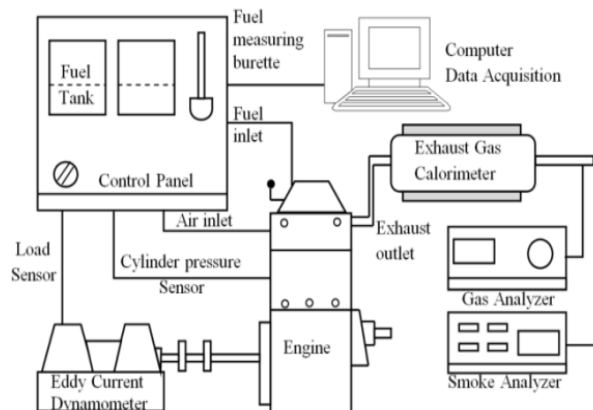 Fuel
measuring
burette
Computer
Data Acquisition
Fuel
Tank
Fuel
inlet
Exhaust Gas
Calorimeter
Control Panel
Air inlet
Exhaust
outlet
Load
Sensor
Cylinder pressure
Sensor
Gas Analyzer
Engine
Eddy Current
Dynamometer
Smoke Analyzer